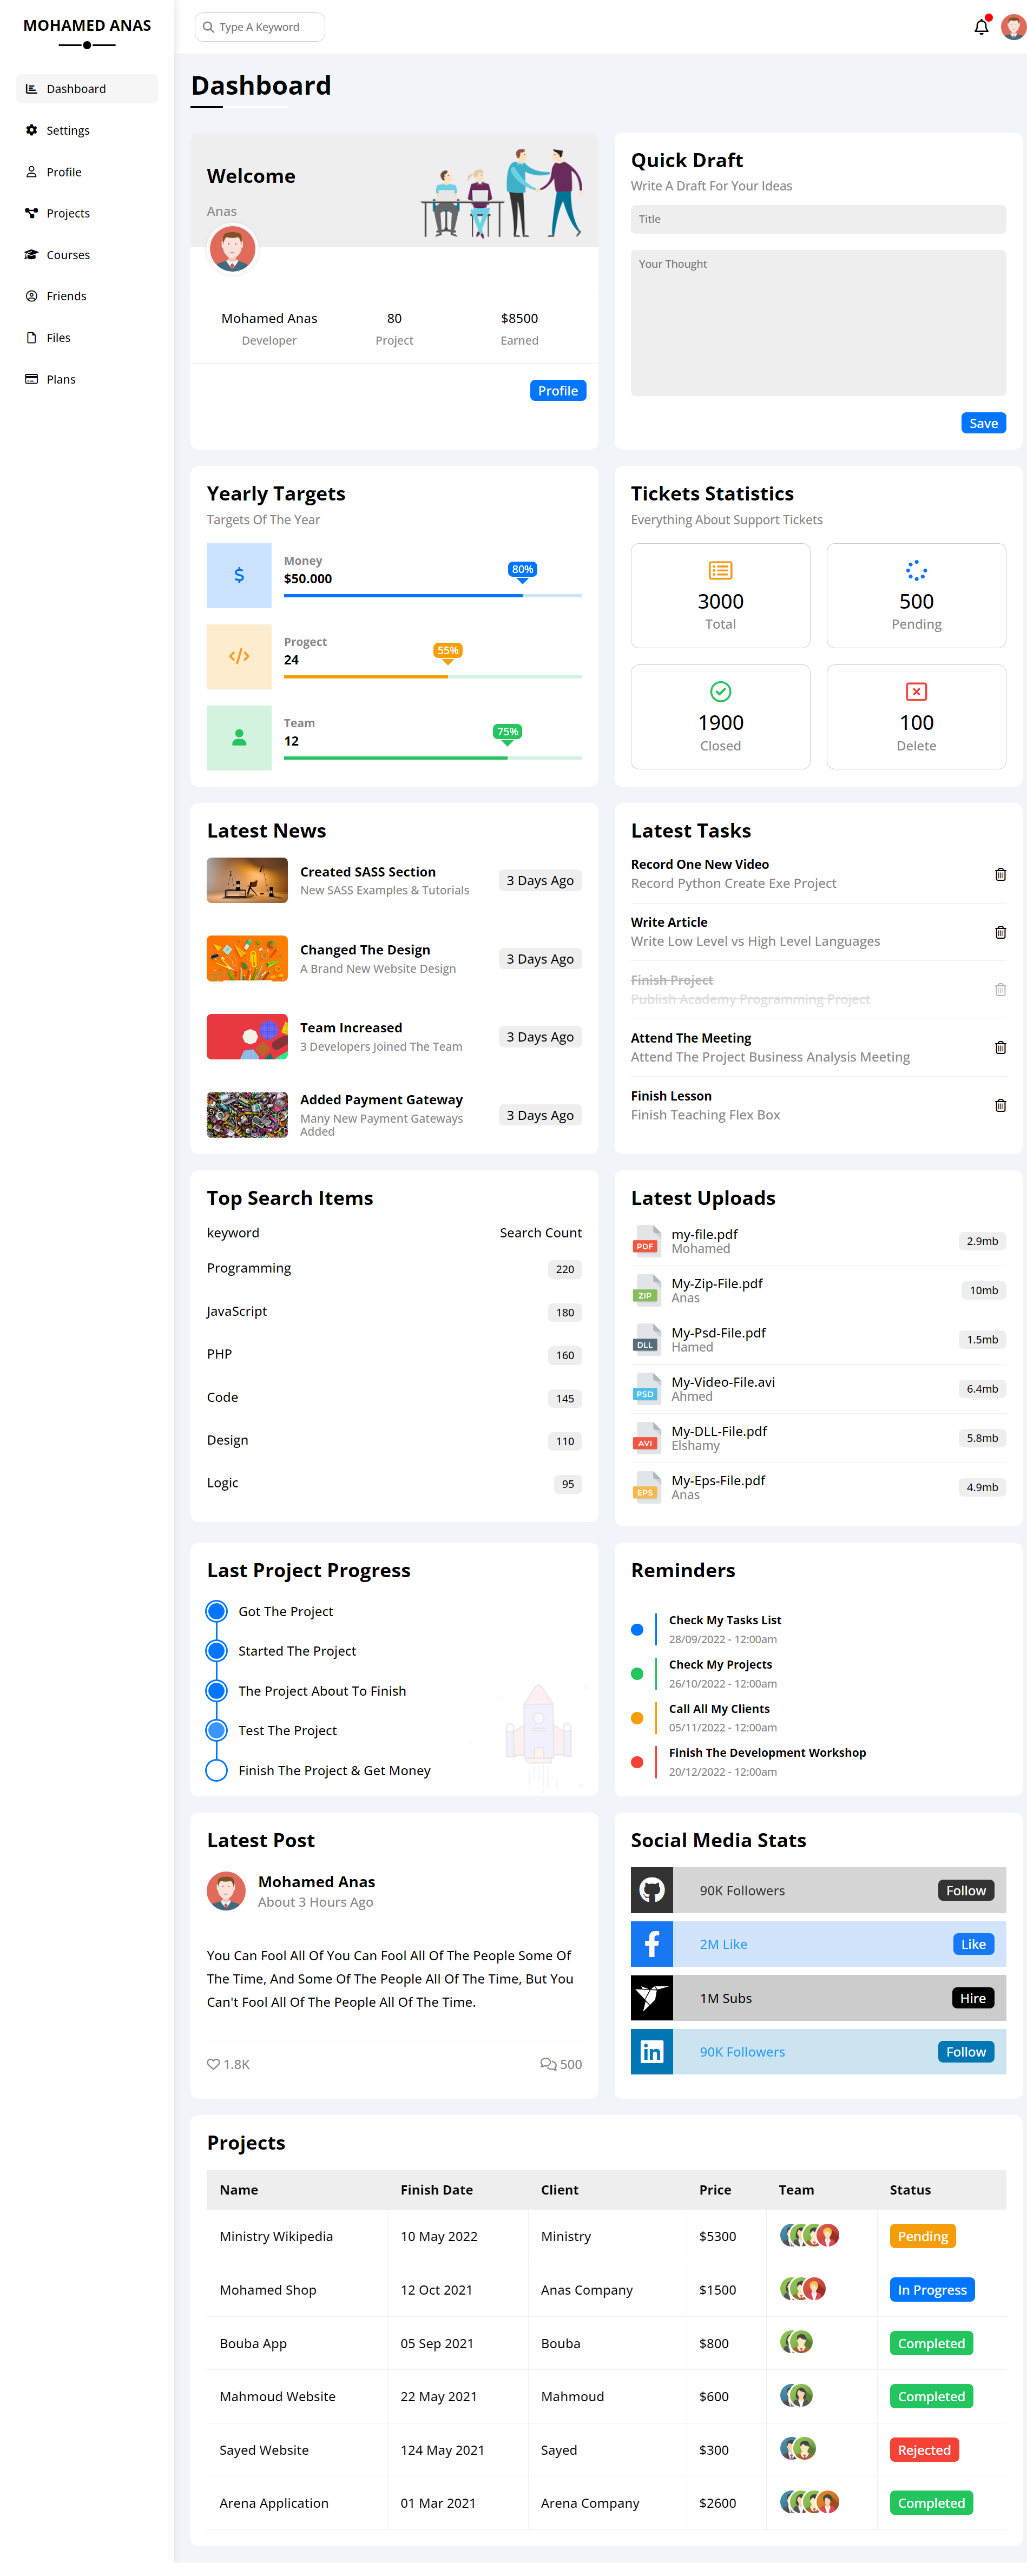 MOHAMED ANAS
Dashboard
Settings
Profile
Projects
Courses
Friends
Files
Plans
Type A Keyword
Dashboard
Welcome
Anas
Mohamed Anas
80
$8500
Developer
Project
Earned
Profile
Quick Draft
Write A Draft For Your Ideas
Title
Your Thought
Save
Yearly Targets
Targets Of The Year
Money
$50.000
80%
Progect
24
55%
Team
12
75%
Tickets Statistics
Everything About Support Tickets
3000
Total
500
Pending
1900
Closed
100
Delete
Latest News
Created SASS Section
New SASS Examples & Tutorials
3 Days Ago
Changed The Design
A Brand New Website Design
3 Days Ago
Team Increased
3 Developers Joined The Team
3 Days Ago
Added Payment Gateway
Many New Payment Gateways
Added
3 Days Ago
Latest Tasks
Record One New Video
Record Python Create Exe Project
Write Article
Write Low Level vs High Level Languages
Finish Project
Publish Academy Programming Project
Attend The Meeting
Attend The Project Business Analysis Meeting
Finish Lesson
Finish Teaching Flex Box
Top Search Items
keyword
Search Count
Programming
220
JavaScript
180
PHP
160
Code
145
Design
110
Logic
95
Latest Uploads
PDF
my-file.pdf
Mohamed
2.9mb
ZIP
My-Zip-File.pdf
Anas
10mb
DLL
My-Psd-File.pdf
Hamed
1.5mb
PSD
My-Video-File.avi
Ahmed
6.4mb
AVI
My-DLL-File.pdf
Elshamy
5.8mb
EPS
My-Eps-File.pdf
Anas
4.9mb
Last Project Progress
Got The Project
Started The Project
The Project About To Finish
Test The Project
Finish The Project & Get Money
Reminders
Check My Tasks List
28/09/2022 - 12:00am
Check My Projects
26/10/2022 - 12:00am
Call All My Clients
05/11/2022 - 12:00am
Finish The Development Workshop
20/12/2022 - 12:00am
Latest Post
Mohamed Anas
About 3 Hours Ago
You Can Fool All Of You Can Fool All Of The People Some Of
The Time, And Some Of The People All Of The Time, But You
Can't Fool All Of The People All Of The Time.
1.8K
500
Social Media Stats
90K Followers
Follow
2M Like
Like
1M Subs
Hire
in
90K Followers
Follow
Projects
Name
Finish Date
Client
Price
Team
Status
Ministry Wikipedia
10 May 2022
Ministry
$5300
Pending
Mohamed Shop
12 Oct 2021
Anas Company
$1500
In Progress
Bouba App
05 Sep 2021
Bouba
$800
Completed
Mahmoud Website
22 May 2021
Mahmoud
$600
Completed
Sayed Website
124 May 2021
Sayed
$300
Rejected
Arena Application
01 Mar 2021
Arena Company
$2600
Completed